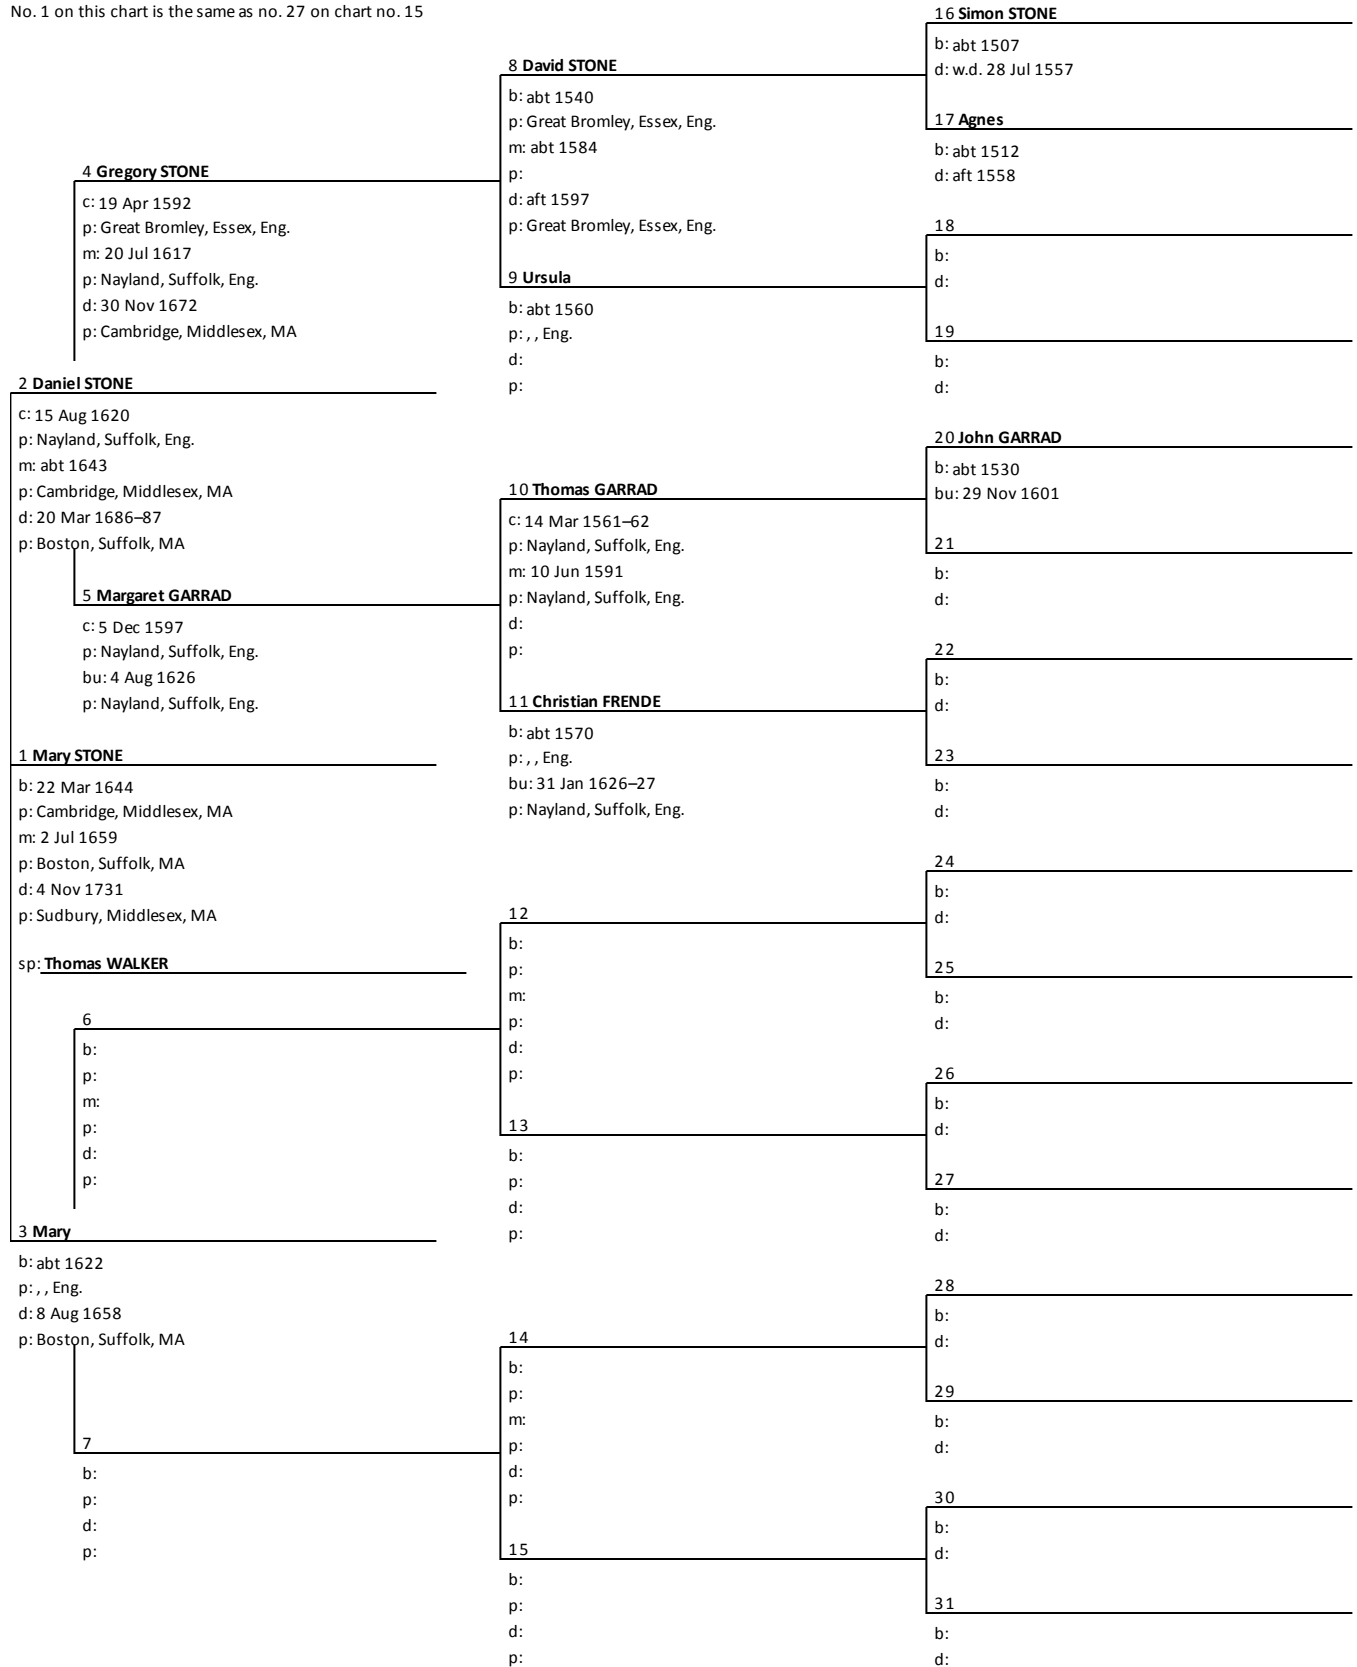 No. 1 on this chart is the same as no. 27 on chart no. 15
16 Simon STONE
b: abt 1507
d: w.d. 28 Jul 1557
8 David STONE
b: abt 1540
p: Great Bromley, Essex, Eng.
m: abt 1584
p:
d: aft 1597
p: Great Bromley, Essex, Eng.
17 Agnes
b: abt 1512
d: aft 1558
4 Gregory STONE
c: 19 Apr 1592
p: Great Bromley, Essex, Eng.
m: 20 Jul 1617
p: Nayland, Suffolk, Eng.
d: 30 Nov 1672
p: Cambridge, Middlesex, MA
18
b:
d:
9 Ursula
b: abt 1560
p: , , Eng.
d:
p:
19
b:
d:
2 Daniel STONE
c: 15 Aug 1620
p: Nayland, Suffolk, Eng.
m: abt 1643
p: Cambridge, Middlesex, MA
d: 20 Mar 1686–87
p: Boston, Suffolk, MA
20 John GARRAD
b: abt 1530
bu: 29 Nov 1601
10 Thomas GARRAD
c: 14 Mar 1561–62
p: Nayland, Suffolk, Eng.
m: 10 Jun 1591
p: Nayland, Suffolk, Eng.
d:
p:
21
b:
d:
5 Margaret GARRAD
c: 5 Dec 1597
p: Nayland, Suffolk, Eng.
bu: 4 Aug 1626
p: Nayland, Suffolk, Eng.
22
b:
d:
11 Christian FRENDE
b: abt 1570
p: , , Eng.
bu: 31 Jan 1626–27
p: Nayland, Suffolk, Eng.
23
b:
d:
1 Mary STONE
b: 22 Mar 1644
p: Cambridge, Middlesex, MA
m: 2 Jul 1659
p: Boston, Suffolk, MA
d: 4 Nov 1731
p: Sudbury, Middlesex, MA
sp: Thomas WALKER
24
b:
d:
12
b:
p:
m:
p:
d:
p:
25
b:
d:
6
b:
p:
m:
p:
d:
p:
26
b:
d:
13
b:
p:
d:
p:
27
b:
d:
3 Mary
b: abt 1622
p: , , Eng.
d: 8 Aug 1658
p: Boston, Suffolk, MA
28
b:
d:
14
b:
p:
m:
p:
d:
p:
29
b:
d:
7
b:
p:
d:
p:
30
b:
d:
15
b:
p:
d:
p:
31
b:
d: